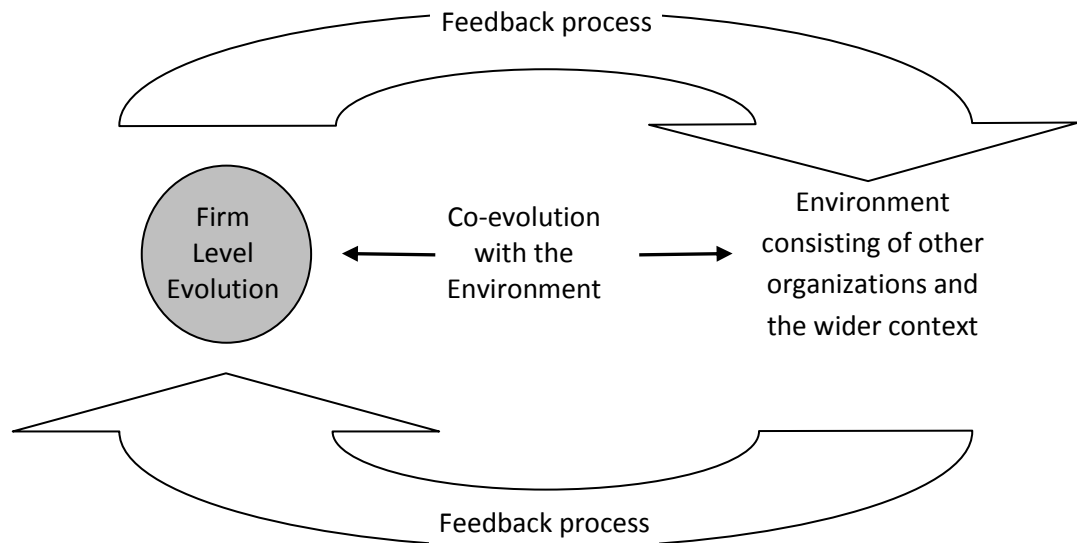 Feedback process
Firm
Level
Evolution
Co-evolution
with the
Environment
Environment
consisting of other
organizations and
the wider context
Feedback process